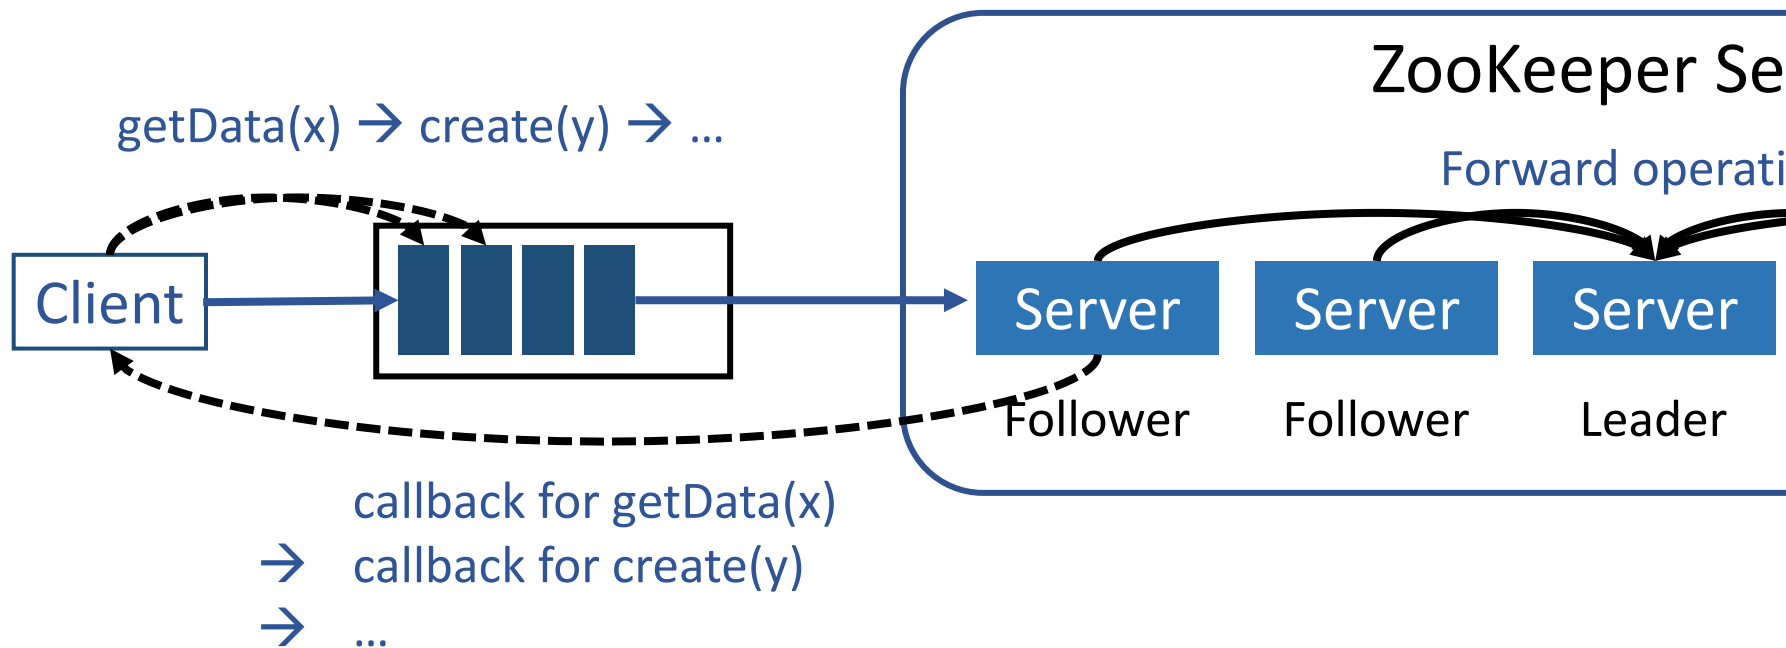 ZooKeeper Se
getData(x) → create(y) → ...
Forward operati
Client
Server Server Server
Follower Follower Leader
callback for getData(x)
→ callback for create(y)
→ ...